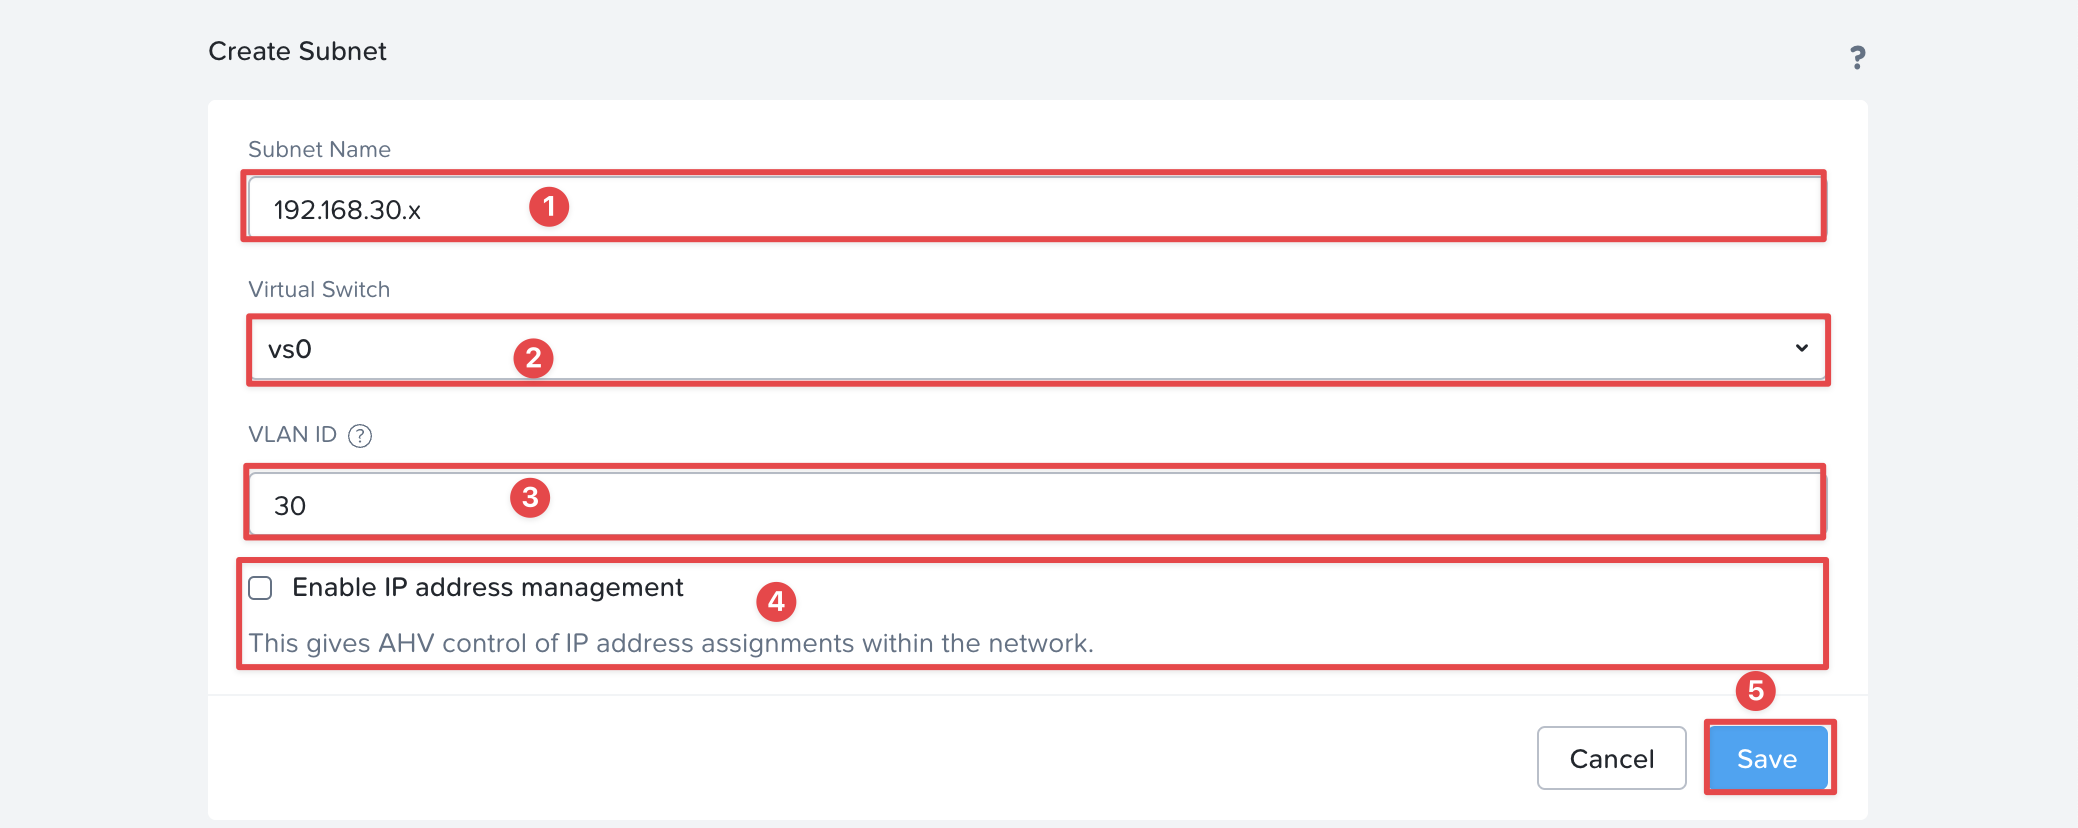 Create Subnet
?
Subnet Name
192.168.30.x
1
Virtual Switch
vs0
2
VLAN ID ?
30
3
Enable IP address management
4
This gives AHV control of IP address assignments within the network.
5
Cancel
Save